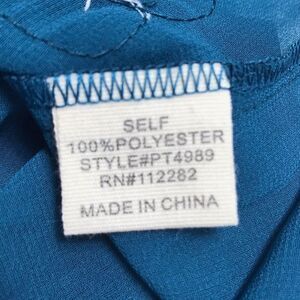 SELF
100%POLYESTER
STYLE#PT4989
RN#112282
MADE IN CHINA